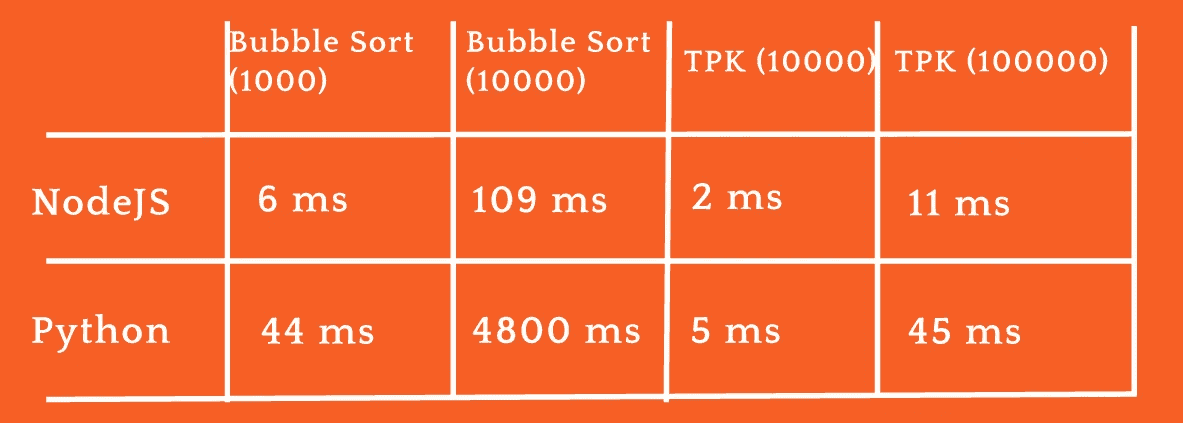 Bubble Sort
(1000)
Bubble Sort
(10000)
TPK (10000)
TPK (100000)
NodeJS
6 ms
109 ms
2 ms
11 ms
Python
44 ms
4800 ms
5 ms
45 ms